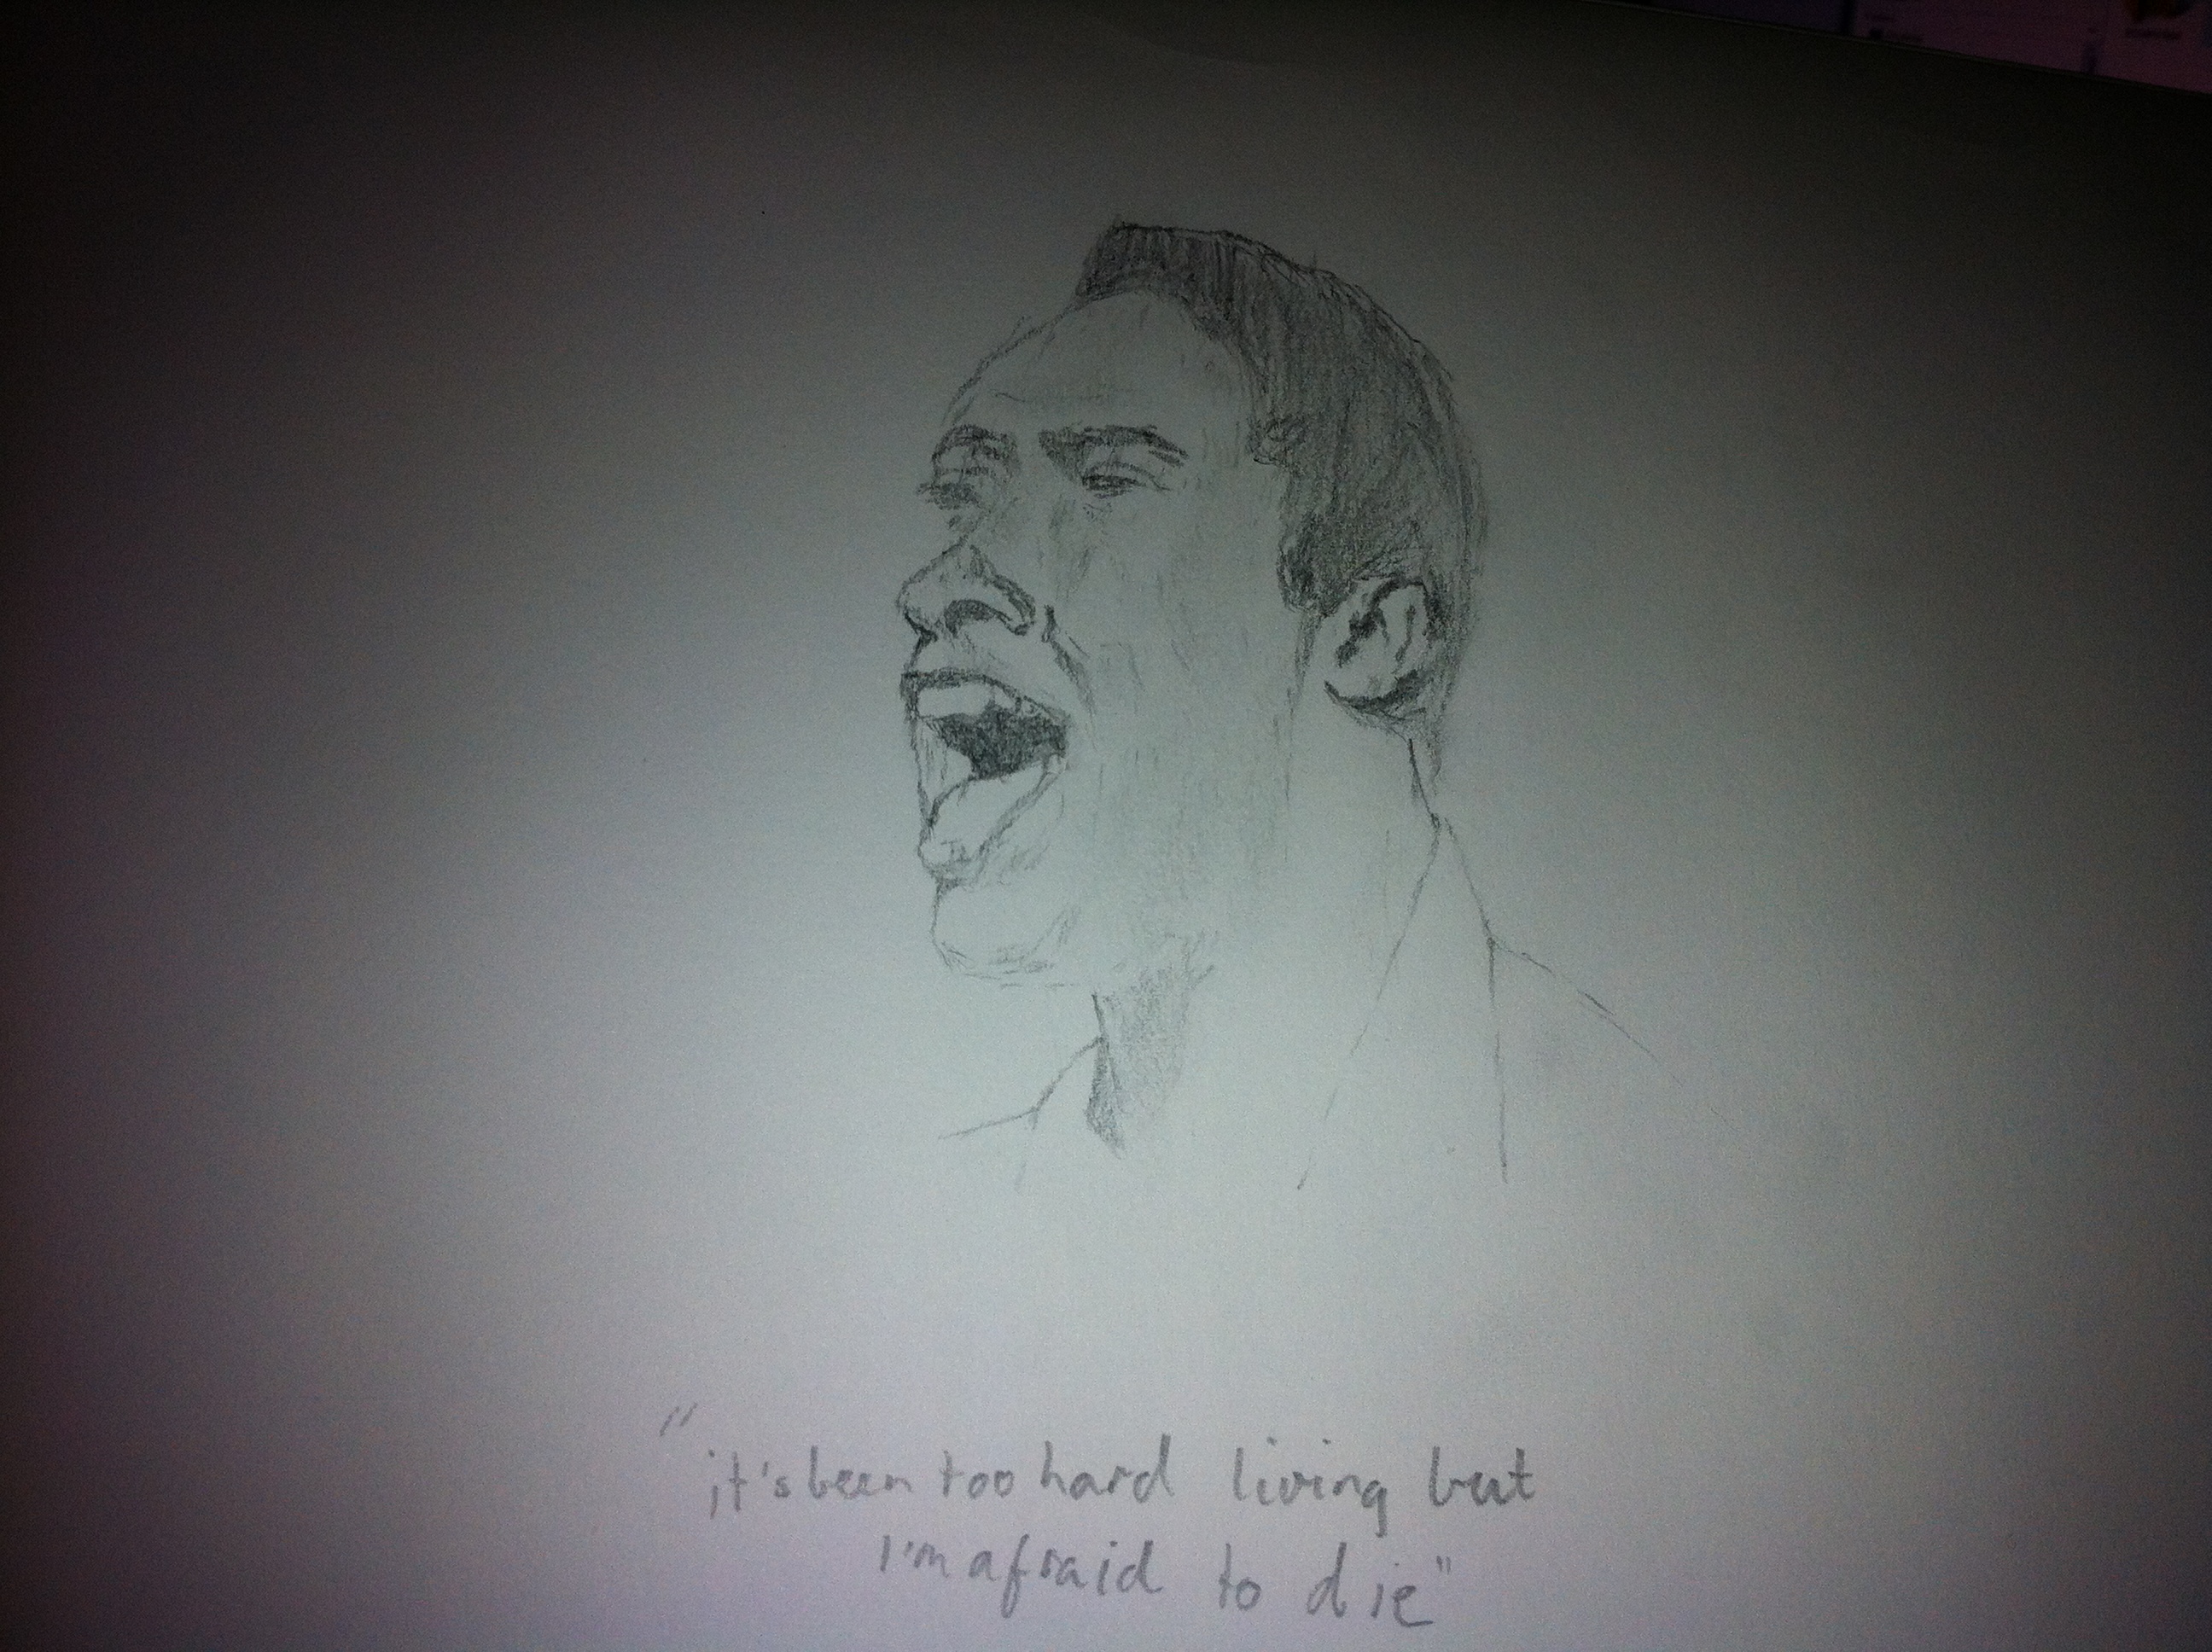 "it's been too hard living but
I'm afraid to die"